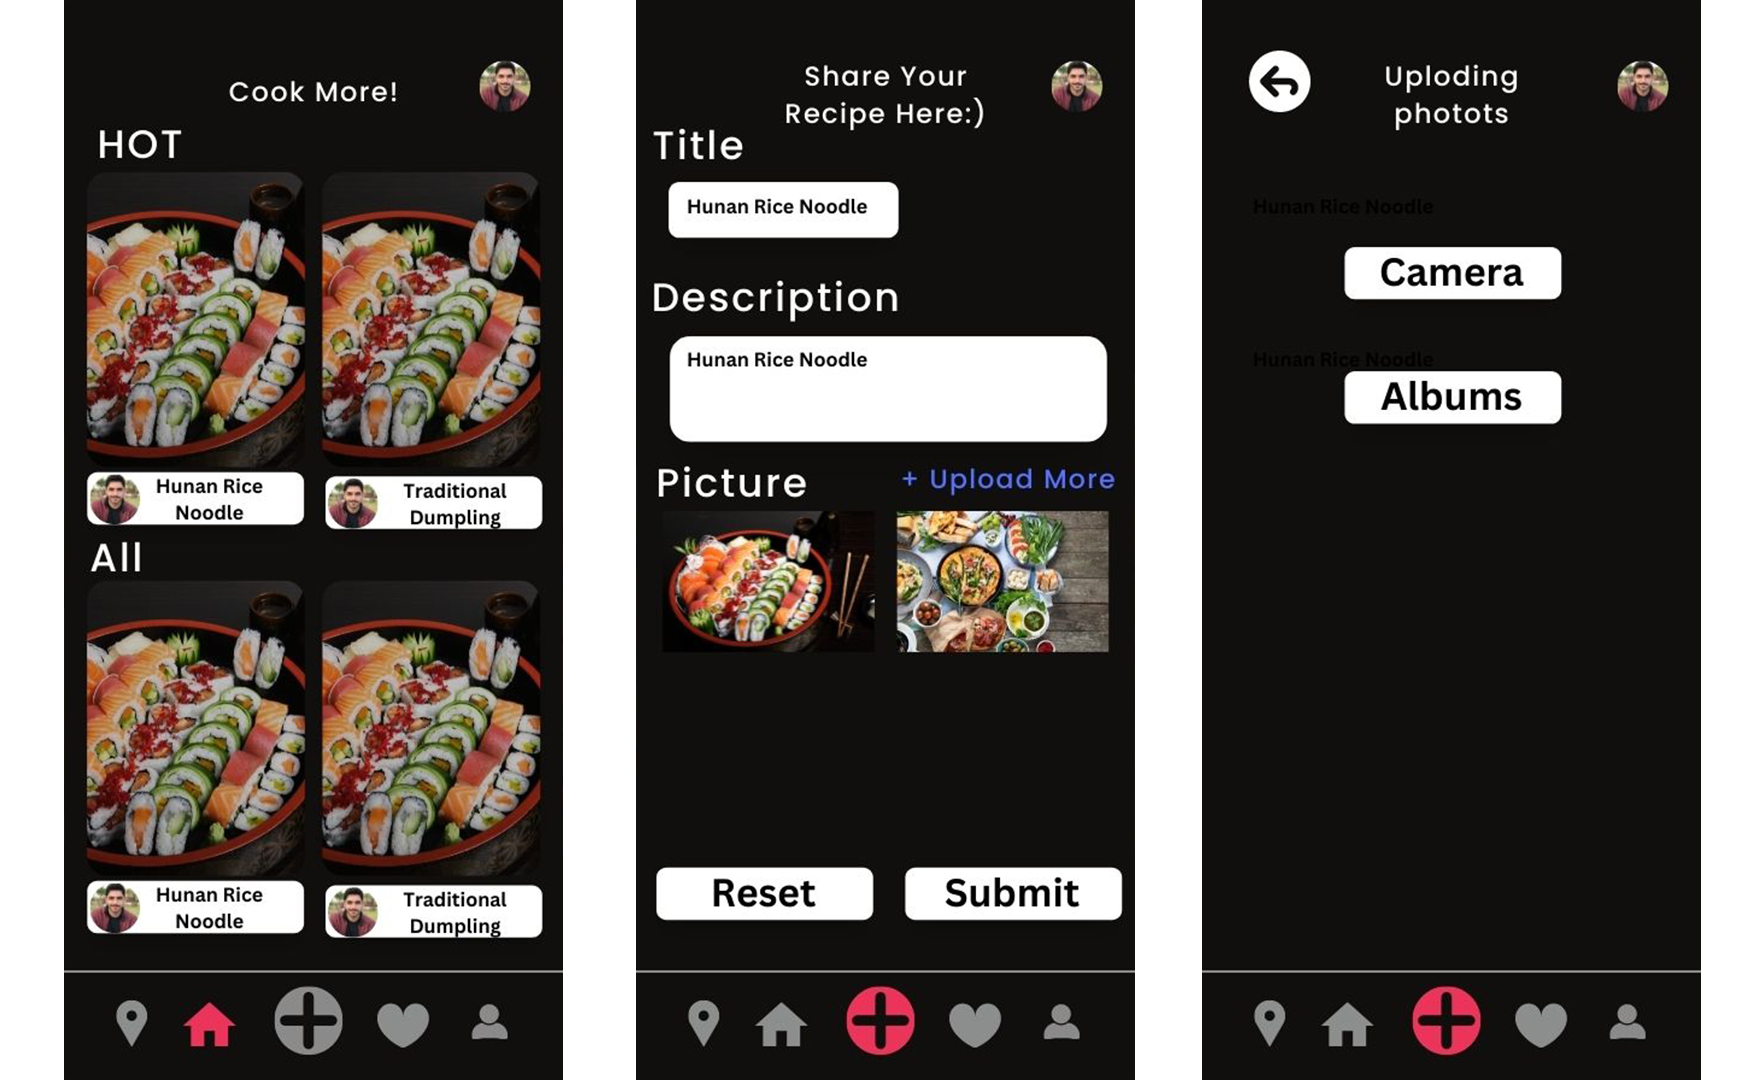 Cook More!
HOT
Hunan Rice
Noodle
Traditional
Dumpling
All
Hunan Rice
Noodle
Traditional
Dumpling
Share Your
Recipe Here:)
Title
Hunan Rice Noodle
Description
Hunan Rice Noodle
Picture
+ Upload More
Reset
Submit
Uploding
photots
Hunan Rice Noodle
Camera
Hunan Rice Noodle
Albums